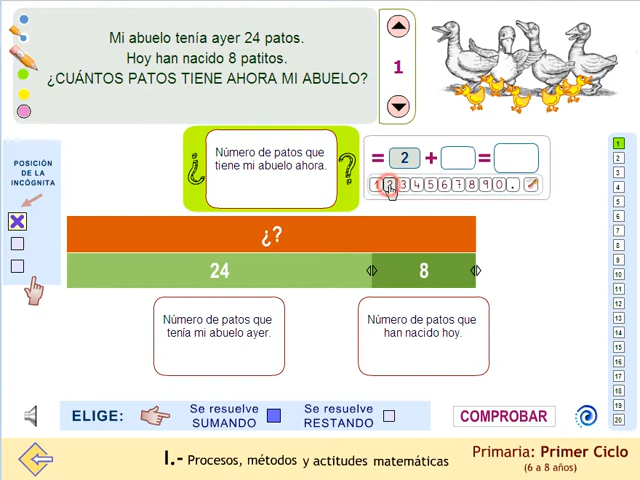 Mi abuelo tenía ayer 24 patos.
Hoy han nacido 8 patitos.
¿CUÁNTOS PATOS TIENE AHORA MI ABUELO?
1
POSICIÓN
DE LA
INCÓGNITA
¿
Número de patos que
tiene mi abuelo ahora.
?
= 2 + =
1 2 3 4 5 6 7 8 9 0 .
¿?
24 8
Número de patos que
tenía mi abuelo ayer.
Número de patos que
han nacido hoy.
1
2
3
4
5
6
7
8
9
10
11
12
13
14
15
16
17
18
19
20
ELIGE:
Se resuelve
SUMANDO
Se resuelve
RESTANDO
COMPROBAR
I.- Procesos, métodos y actitudes matemáticas
Primaria: Primer Ciclo
(6 a 8 años)